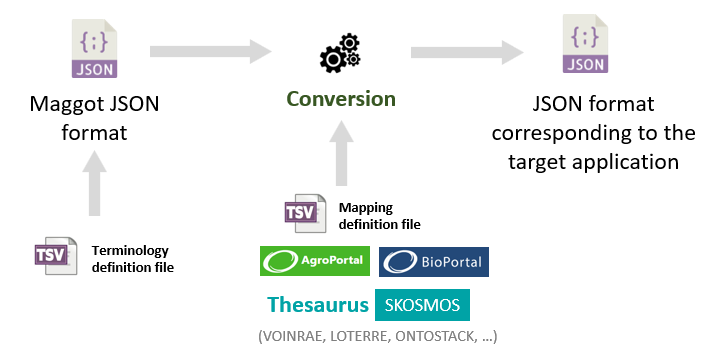 {;}
JSON
{;}
JSON
Maggot JSON
format
Conversion
JSON format
corresponding to the
target application
TSV
Terminology
definition file
TSV
Mapping
definition file
AgroPortal
BioPortal
Thesaurus SKOSMOS
(VOINRAE, LOTERRE, ONTOSTACK, ...)